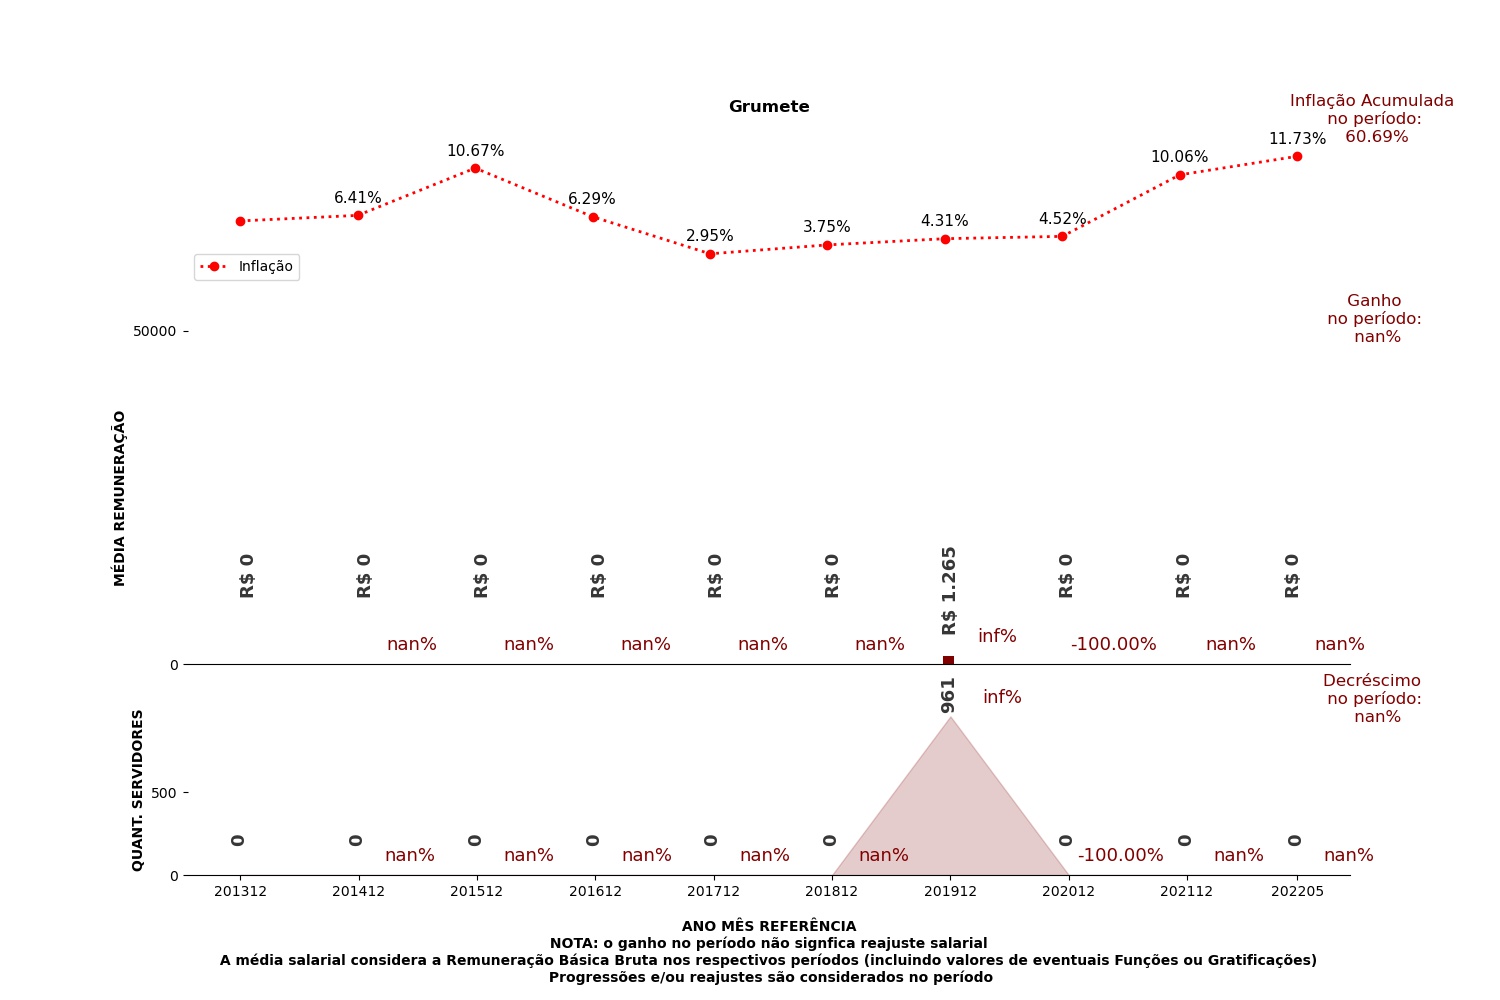 Grumete
Inflação Acumulada
no período:
60.69%
6.41%
10.67%
6.29%
2.95%
3.75%
4.31%
4.52%
10.06%
11.73%
Inflação
Ganho
no período:
nan%
50000
0
MÉDIA REMUNERAÇÃO
R$ 0
R$ 0
R$ 0
R$ 0
R$ 0
R$ 0
R$ 1.265
R$ 0
R$ 0
R$ 0
nan%
nan%
nan%
nan%
nan%
inf%
-100.00%
nan%
nan%
Decréscimo
no período:
nan%
QUANT. SERVIDORES
500
0
0
0
0
0
0
0
961
0
0
0
nan%
nan%
nan%
nan%
nan%
inf%
-100.00%
nan%
nan%
201312
201412
201512
201612
201712
201812
201912
202012
202112
202205
ANO MÊS REFERÊNCIA
NOTA: o ganho no período não signfica reajuste salarial
A média salarial considera a Remuneração Básica Bruta nos respectivos períodos (incluindo valores de eventuais Funções ou Gratificações)
Progressões e/ou reajustes são considerados no período